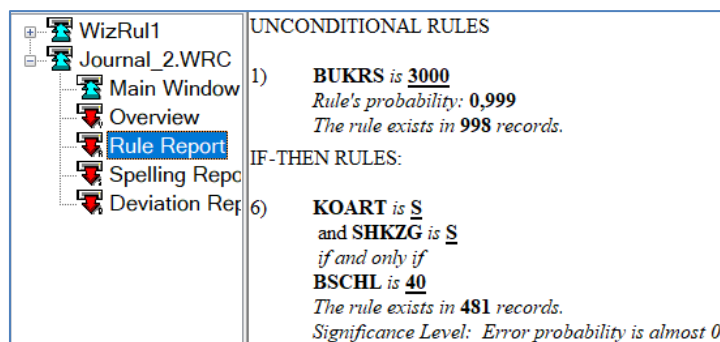 WizRul1
Journal_2.WRC
Main Window
Overview
Rule Report
Spelling Repo
Deviation Rep
UNCONDITIONAL RULES
1) BUKRS is 3000
Rule's probability: 0,999
The rule exists in 998 records.
IF-THEN RULES:
6) KOART is S
and SHKZG is S
if and only if
BSCHL is 40
The rule exists in 481 records.
Significance Level: Error probability is almost 0